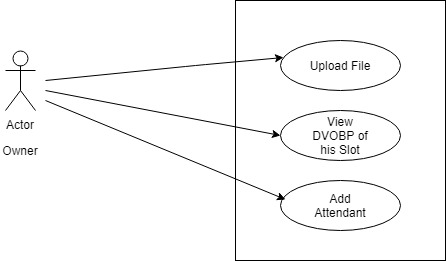 Actor
Owner
Upload File
View
DVOBP of
his Slot
Add
Attendant